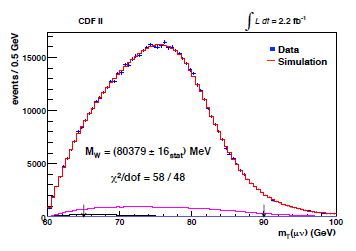 CDF II
∫ L dt = 2.2 fb⁻¹
events / 0.5 GeV
15000
10000
5000
0
Data
Simulation
M_W = (80379 ± 16_stat) MeV
χ²/dof = 58 / 48
60 70 80 90 100
m_T(μν) (GeV)